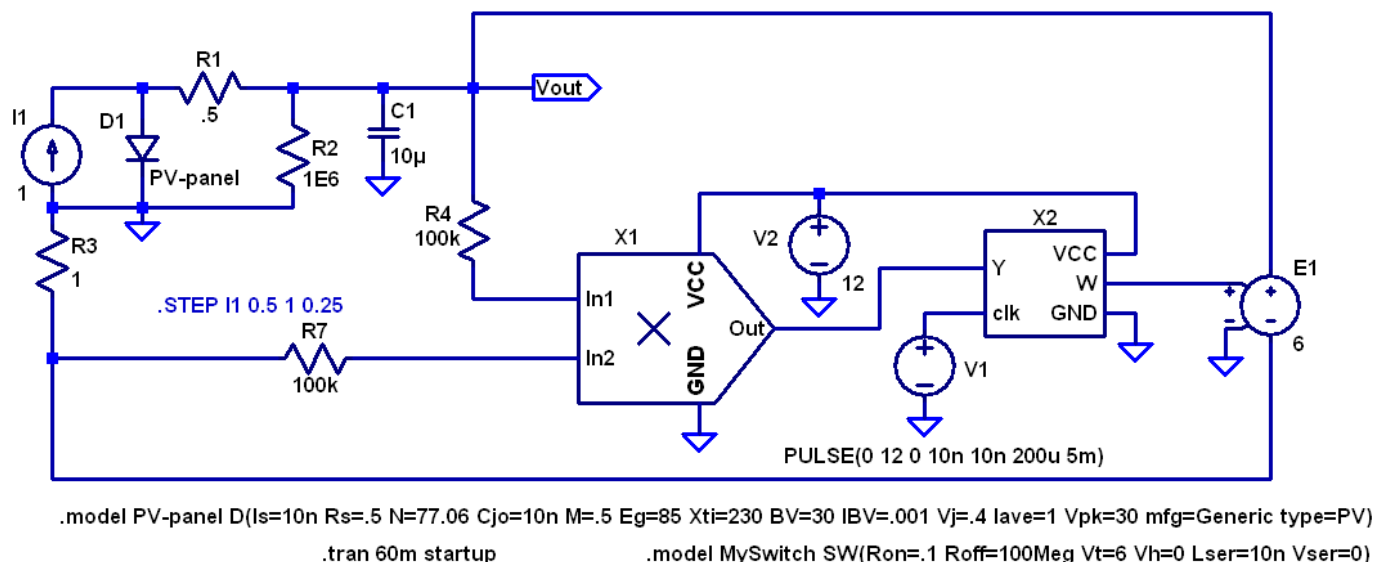 R1
.5
Vout
I1
1
D1
PV-panel
R2
1E6
C1
10µ
R3
1
R4
100k
X1
VCC
In1
In2
Out
GND
V2
12
X2
VCC
Y
W
clk
GND
E1
6
.STEP I1 0.5 1 0.25
R7
100k
V1
PULSE(0 12 0 10n 10n 200u 5m)
.model PV-panel D(Is=10n Rs=.5 N=77.06 Cjo=10n M=.5 Eg=85 Xti=230 BV=30 IBV=.001 Vj=.4 Iave=1 Vpk=30 mfg=Generic type=PV)
.tran 60m startup
.model MySwitch SW(Ron=.1 Roff=100Meg Vt=6 Vh=0 Lser=10n Vser=0)